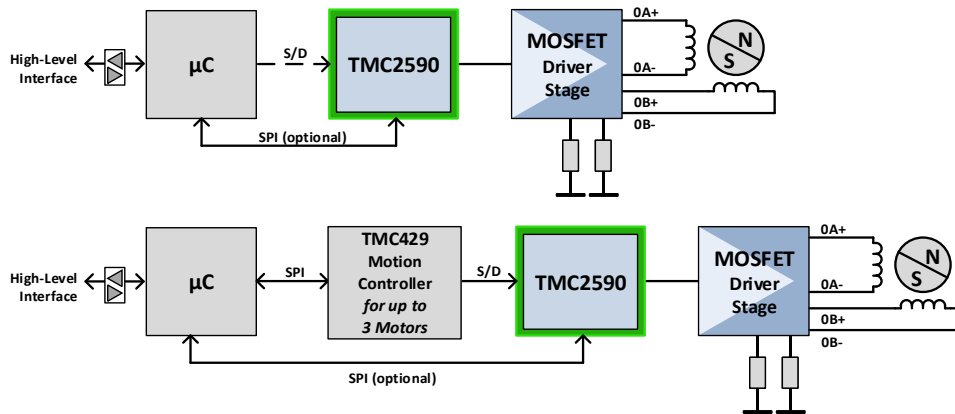 High-Level
Interface
µC
S/D
TMC2590
SPI (optional)
MOSFET
Driver
Stage
0A+
0A-
0B+
0B-
N
S
High-Level
Interface
µC
SPI
TMC429
Motion
Controller
for up to
3 Motors
S/D
TMC2590
SPI (optional)
MOSFET
Driver
Stage
0A+
0A-
0B+
0B-
N
S